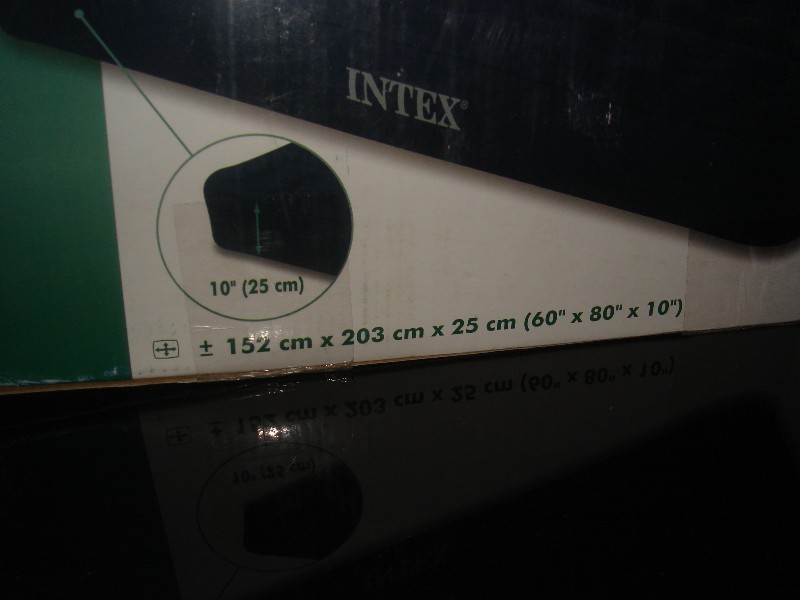 INTEX®
10" (25 cm)
± 152 cm x 203 cm x 25 cm (60" x 80" x 10")